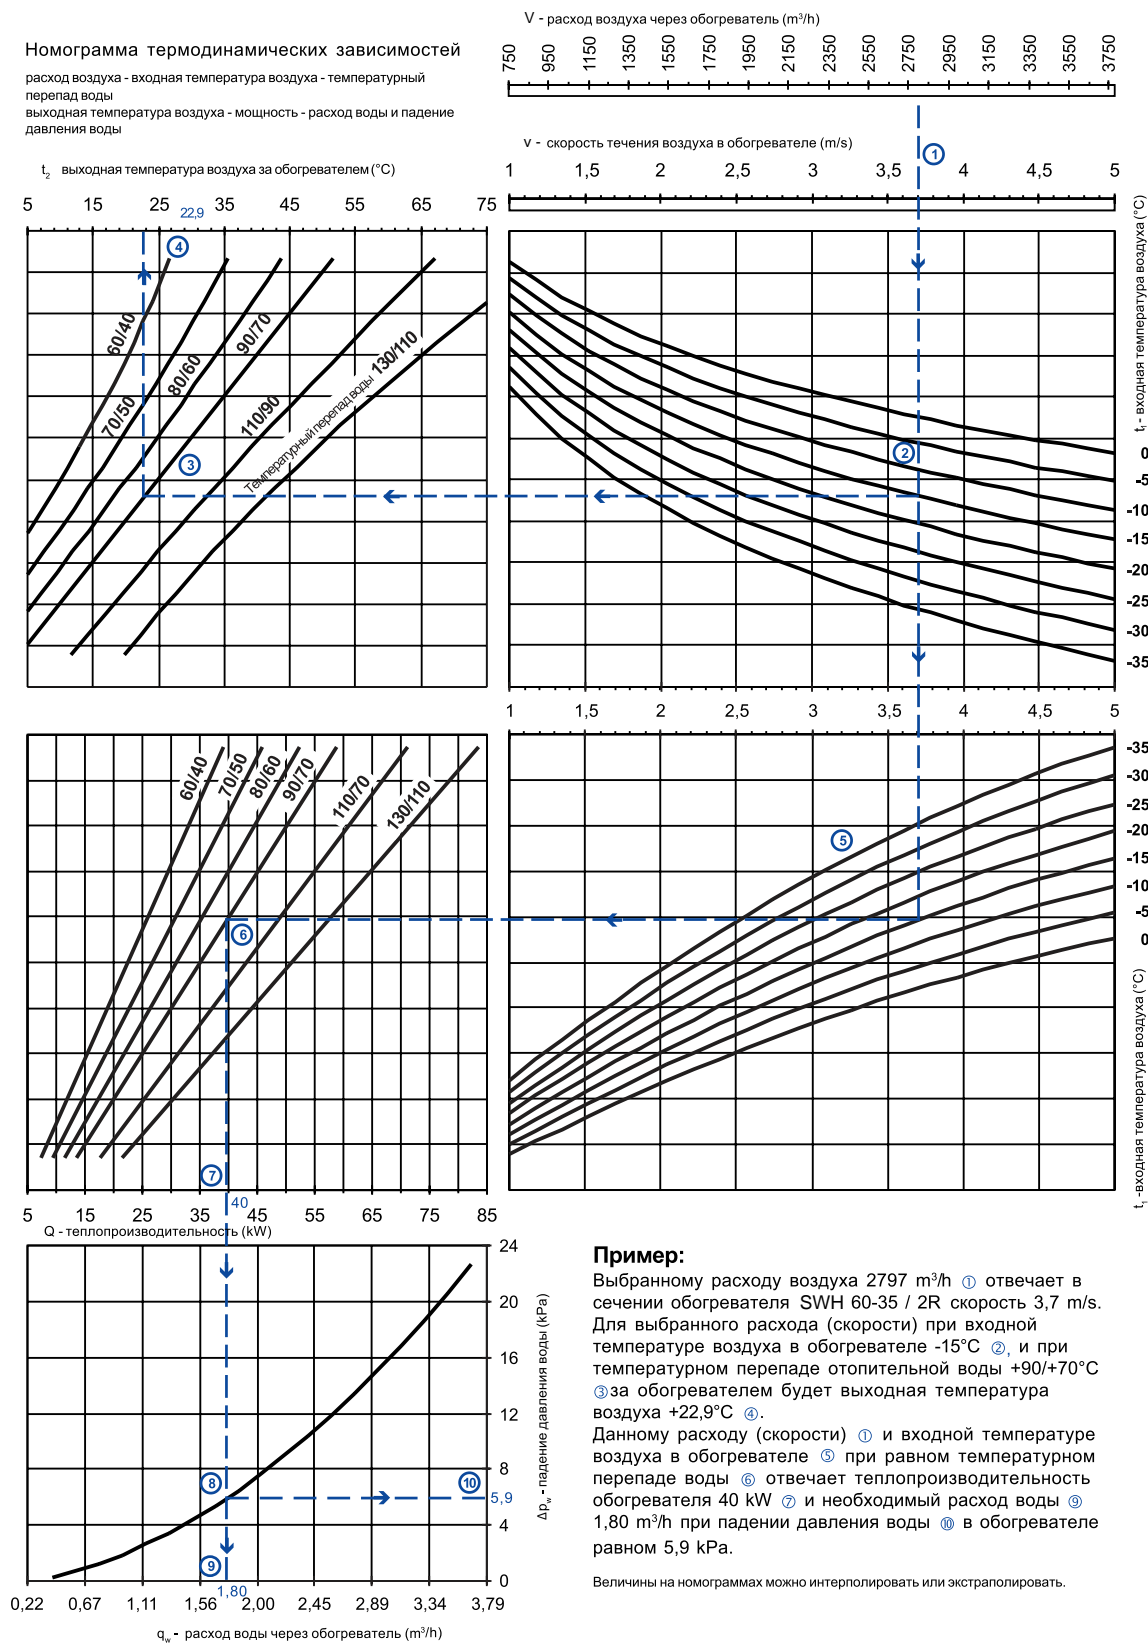 V - расход воздуха через обогреватель (m³/h)
750 950 1150 1350 1550 1750 1950 2150 2350 2550 2750 2950 3150 3350 3550 3750
Номограмма термодинамических зависимостей
расход воздуха - входная температура воздуха - температурный
перепад воды
выходная температура воздуха - мощность - расход воды и падение
давления воды
v - скорость течения воздуха в обогревателе (m/s)
1 1,5 2 2,5 3 3,5 4 4,5 5
①
t₂ выходная температура воздуха за обогревателем (°C)
5 15 25 35 45 55 65 75
22,9
④
60/40
70/50
80/60
90/70
110/90
Температурный перепад воды 130/110
③
②
t₁ - входная температура воздуха (°C)
0
-5
-10
-15
-20
-25
-30
-35
1 1,5 2 2,5 3 3,5 4 4,5 5
60/40
70/50
80/60
90/70
110/70
130/110
⑤
⑥
⑦
-35
-30
-25
-20
-15
-10
-5
0
t₁ -входная температура воздуха (°C)
40
5 15 25 35 45 55 65 75 85
Q - теплопроизводительность (kW)
24
20
16
12
8
4
0
5,9
Δpw - падение давления воды (kPa)
⑧
⑩
⑨
1,80
0,22 0,67 1,11 1,56 2,00 2,45 2,89 3,34 3,79
qw - расход воды через обогреватель (m³/h)
Пример:
Выбранному расходу воздуха 2797 m³/h ① отвечает в
сечении обогревателя SWH 60-35 / 2R скорость 3,7 m/s.
Для выбранного расхода (скорости) при входной
температуре воздуха в обогревателе -15°C ②, и при
температурном перепаде отопительной воды +90/+70°C
③за обогревателем будет выходная температура
воздуха +22,9°C ④.
Данному расходу (скорости) ① и входной температуре
воздуха в обогревателе ⑤ при равном температурном
перепаде воды ⑥ отвечает теплопроизводительность
обогревателя 40 kW ⑦ и необходимый расход воды ⑨
1,80 m³/h при падении давления воды ⑩ в обогревателе
равном 5,9 kPa.
Величины на номограммах можно интерполировать или экстраполировать.